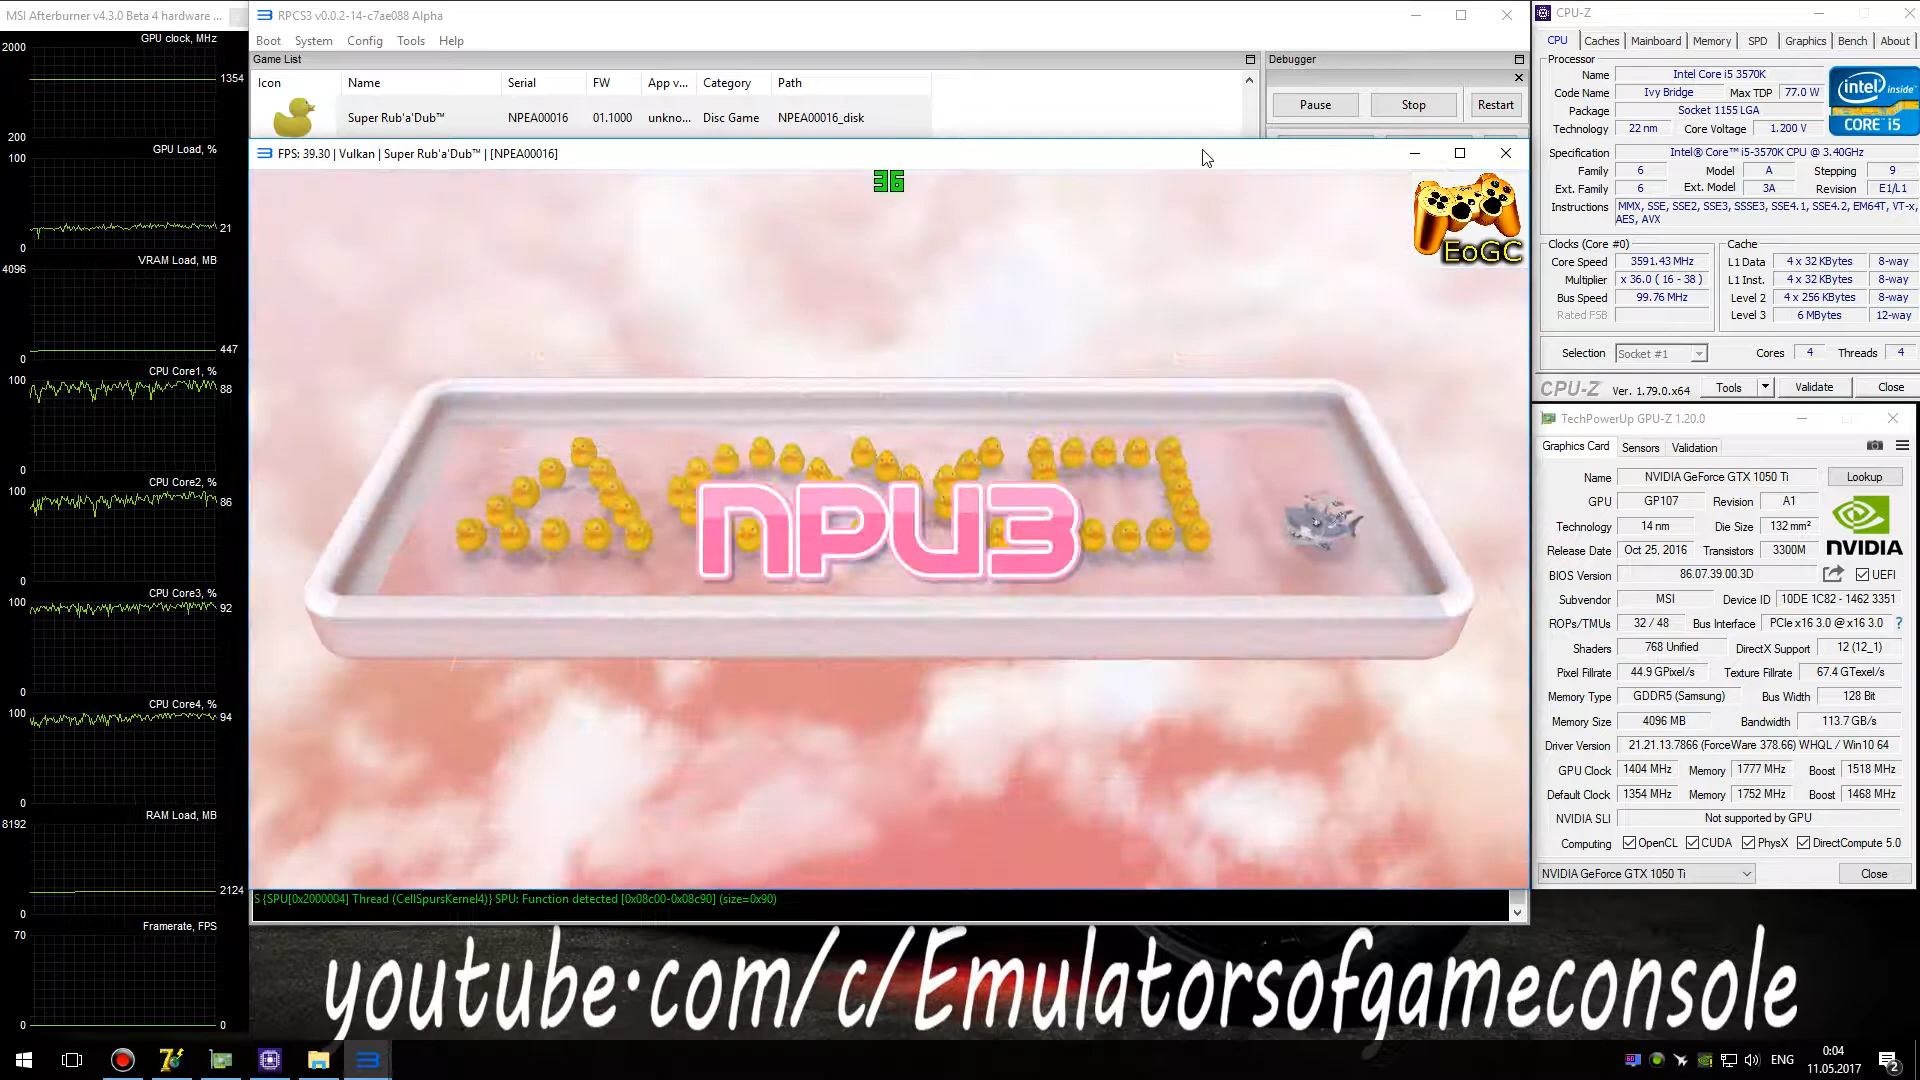 MSI Afterburner v4.3.0 Beta 4 hardware ...
GPU clock, MHz
2000
1354
200
GPU Load, %
100
21
0
VRAM Load, MB
4096
447
0
CPU Core1, %
100
88
0
CPU Core2, %
100
86
0
CPU Core3, %
100
92
0
CPU Core4, %
100
94
0
RAM Load, MB
8192
2124
0
Framerate, FPS
70
0
0
RPCS3 v0.0.2-14-c7ae088 Alpha
Boot System Config Tools Help
Game List
Icon Name Serial FW App v... Category Path
Super Rub'a'Dub™ NPEA00016 01.1000 unkno... Disc Game NPEA00016_disk
Debugger
Pause Stop Restart
FPS: 39.30 | Vulkan | Super Rub'a'Dub™ | [NPEA00016]
36
EoGC
NPU3
S {SPU[0x2000004] Thread (CellSpursKernel4)} SPU: Function detected [0x08c00-0x08c90] (size=0x90)
youtube.com/c/Emulatorsofgameconsole
CPU-Z
CPU Caches Mainboard Memory SPD Graphics Bench About
Processor
Name Intel Core i5 3570K
Code Name Ivy Bridge Max TDP 77.0 W
Package Socket 1155 LGA
Technology 22 nm Core Voltage 1.200 V
intel inside™
CORE i5
Specification Intel® Core™ i5-3570K CPU @ 3.40GHz
Family 6 Model A Stepping 9
Ext. Family 6 Ext. Model 3A Revision E1/L1
Instructions MMX, SSE, SSE2, SSE3, SSSE3, SSE4.1, SSE4.2, EM64T, VT-x,
AES, AVX
Clocks (Core #0) Cache
Core Speed 3591.43 MHz L1 Data 4 x 32 KBytes 8-way
Multiplier x 36.0 ( 16 - 38 ) L1 Inst. 4 x 32 KBytes 8-way
Bus Speed 99.76 MHz Level 2 4 x 256 KBytes 8-way
Rated FSB Level 3 6 MBytes 12-way
Selection Socket #1 Cores 4 Threads 4
CPU-Z Ver. 1.79.0.x64 Tools Validate Close
TechPowerUp GPU-Z 1.20.0
Graphics Card Sensors Validation
Name NVIDIA GeForce GTX 1050 Ti Lookup
GPU GP107 Revision A1
Technology 14 nm Die Size 132 mm²
Release Date Oct 25, 2016 Transistors 3300M
NVIDIA
BIOS Version 86.07.39.00.3D UEFI
Subvendor MSI Device ID 10DE 1C82 - 1462 3351
ROPs/TMUs 32 / 48 Bus Interface PCIe x16 3.0 @ x16 3.0 ?
Shaders 768 Unified DirectX Support 12 (12_1)
Pixel Fillrate 44.9 GPixel/s Texture Fillrate 67.4 GTexel/s
Memory Type GDDR5 (Samsung) Bus Width 128 Bit
Memory Size 4096 MB Bandwidth 113.7 GB/s
Driver Version 21.21.13.7866 (ForceWare 378.66) WHQL / Win10 64
GPU Clock 1404 MHz Memory 1777 MHz Boost 1518 MHz
Default Clock 1354 MHz Memory 1752 MHz Boost 1468 MHz
NVIDIA SLI Not supported by GPU
Computing OpenCL CUDA PhysX DirectCompute 5.0
NVIDIA GeForce GTX 1050 Ti Close
ENG
0:04
11.05.2017
2